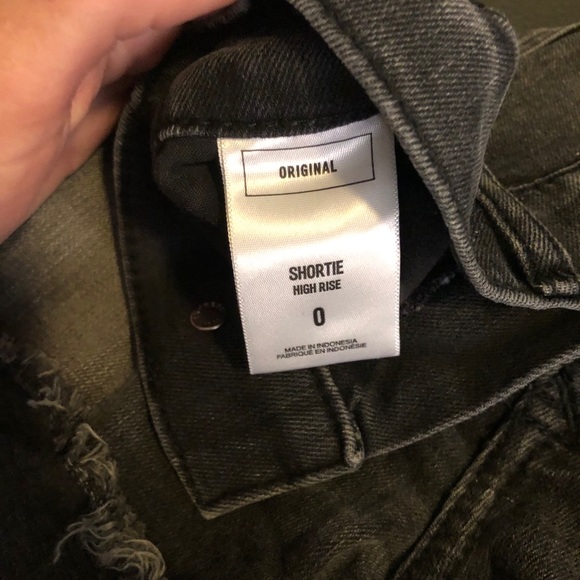 ORIGINAL
SHORTIE
HIGH RISE
0
MADE IN INDONESIA
FABRIQUÉ EN INDONÉSIE